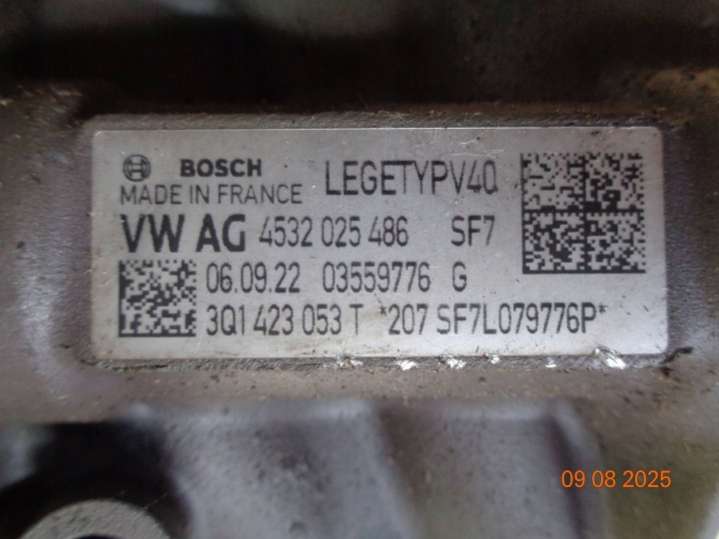 BOSCH LEGETYPV4Q
MADE IN FRANCE
VW AG 4532 025 486 SF7
06.09.22 03559776 G
3Q1 423 053 T *207 SF7L079776P*
09 08 2025